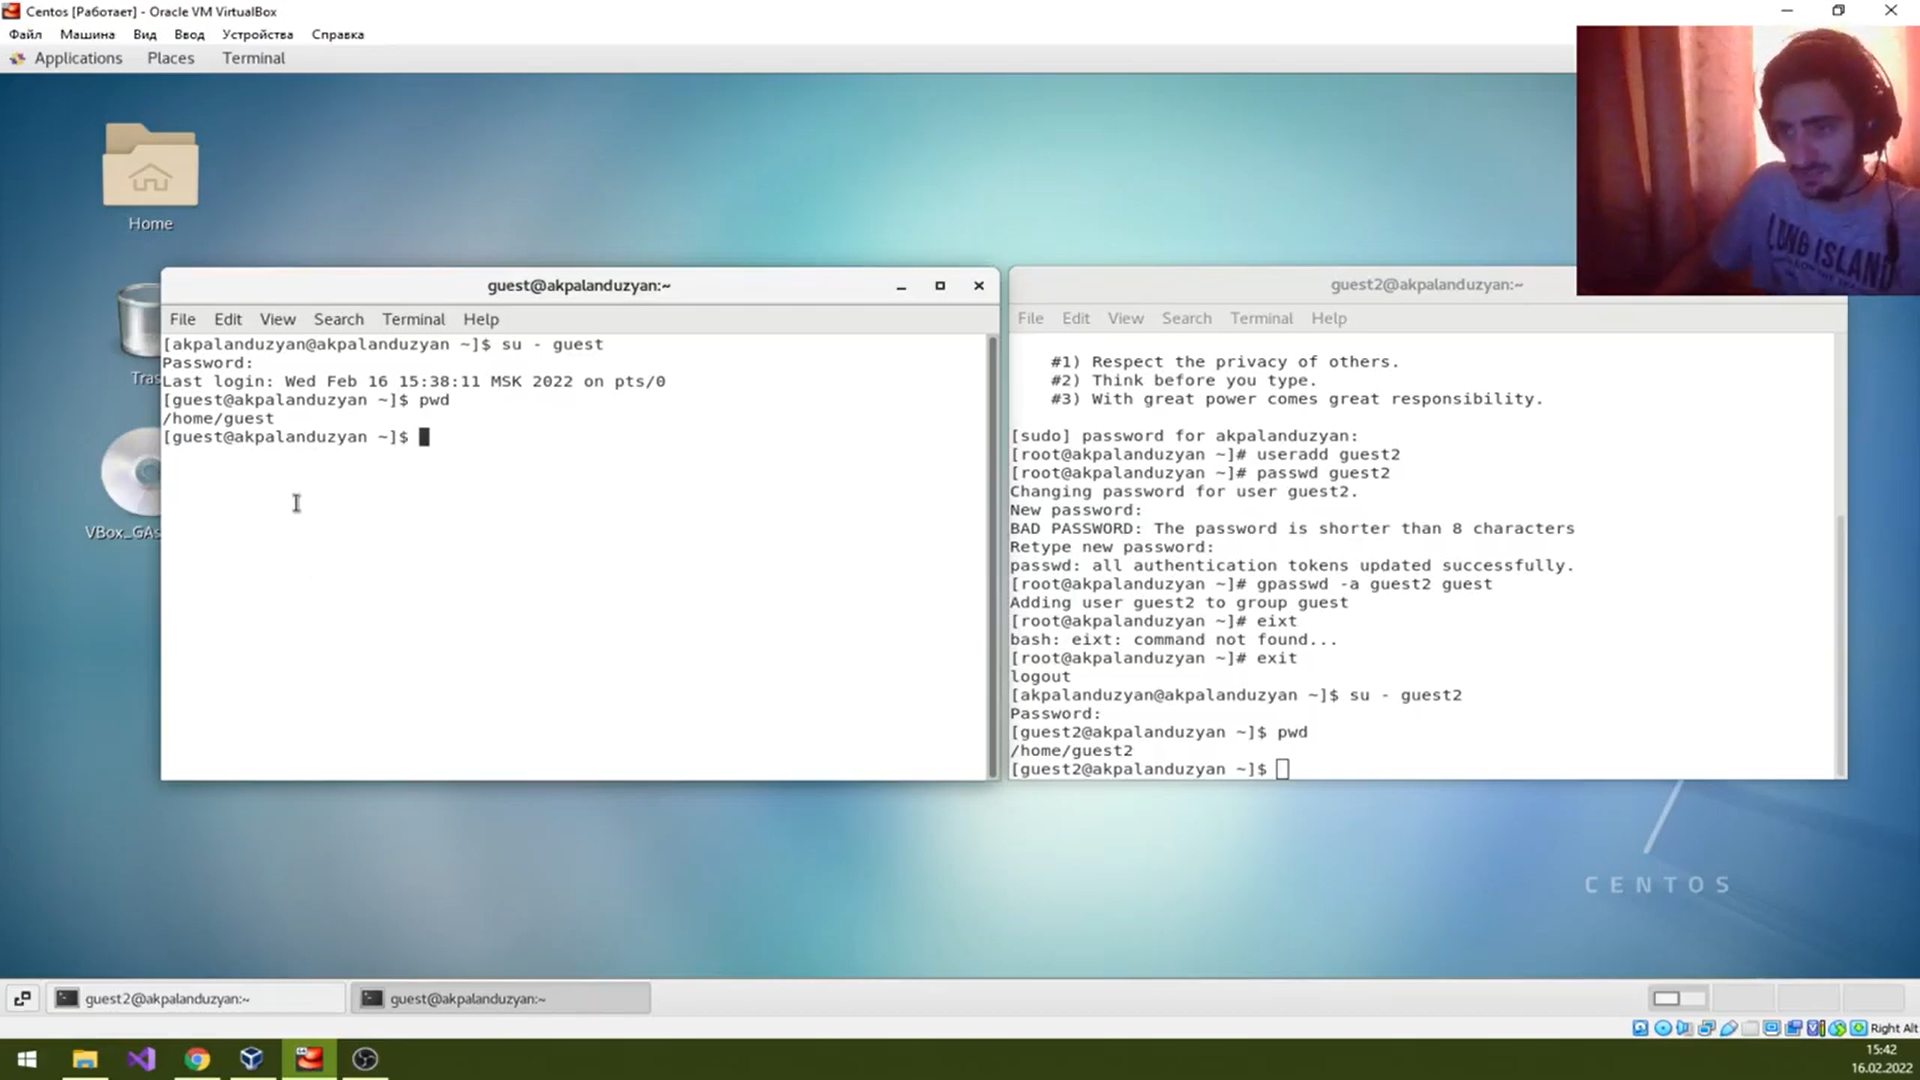 Centos [Работает] - Oracle VM VirtualBox
Файл Машина Вид Ввод Устройства Справка
Applications Places Terminal
Home
guest@akpalanduzyan:~
File Edit View Search Terminal Help
[akpalanduzyan@akpalanduzyan ~]$ su - guest
Password:
Last login: Wed Feb 16 15:38:11 MSK 2022 on pts/0
[guest@akpalanduzyan ~]$ pwd
/home/guest
[guest@akpalanduzyan ~]$
Tras
VBox_GAs
guest2@akpalanduzyan:~
File Edit View Search Terminal Help
#1) Respect the privacy of others.
#2) Think before you type.
#3) With great power comes great responsibility.
[sudo] password for akpalanduzyan:
[root@akpalanduzyan ~]# useradd guest2
[root@akpalanduzyan ~]# passwd guest2
Changing password for user guest2.
New password:
BAD PASSWORD: The password is shorter than 8 characters
Retype new password:
passwd: all authentication tokens updated successfully.
[root@akpalanduzyan ~]# gpasswd -a guest2 guest
Adding user guest2 to group guest
[root@akpalanduzyan ~]# eixt
bash: eixt: command not found...
[root@akpalanduzyan ~]# exit
logout
[akpalanduzyan@akpalanduzyan ~]$ su - guest2
Password:
[guest2@akpalanduzyan ~]$ pwd
/home/guest2
[guest2@akpalanduzyan ~]$
LONG ISLAND
7
CENTOS
guest2@akpalanduzyan:~
guest@akpalanduzyan:~
Right Alt
15:42
16.02.2022